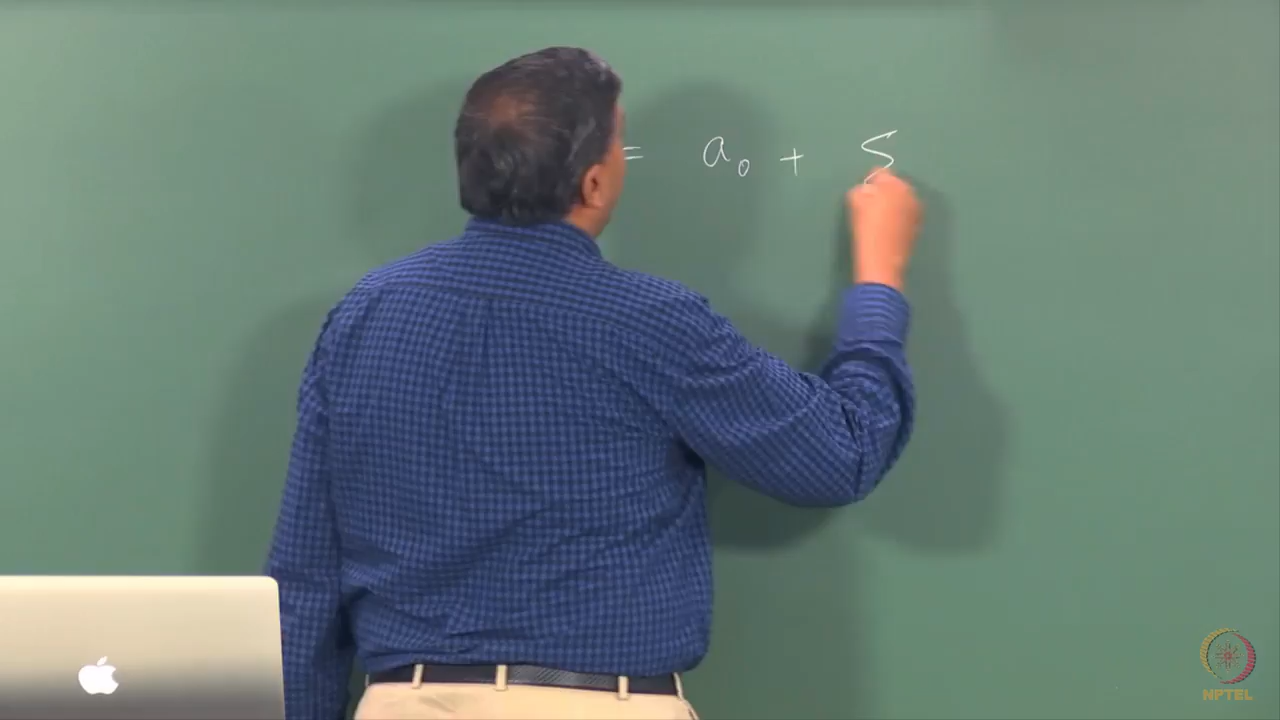 = a₀ + Σ
NPTEL